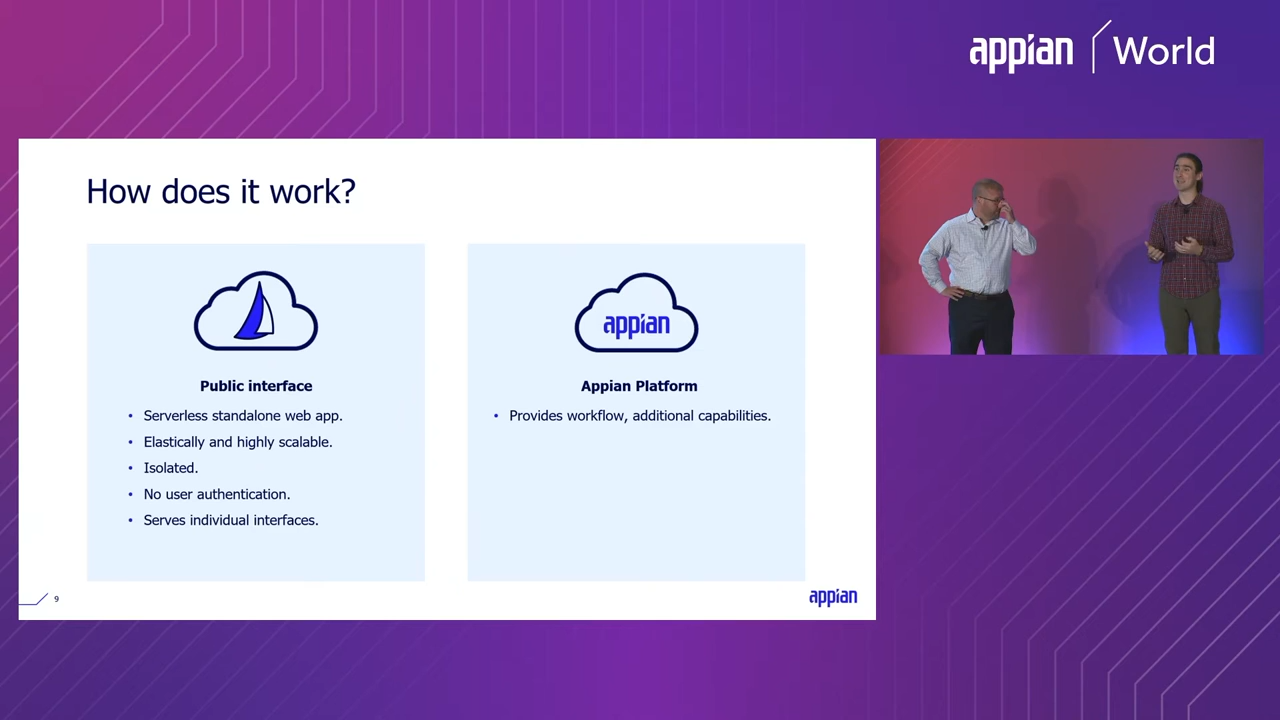 appian World
How does it work?
appian
Public interface
• Serverless standalone web app.
• Elastically and highly scalable.
• Isolated.
• No user authentication.
• Serves individual interfaces.
Appian Platform
• Provides workflow, additional capabilities.
9
appian